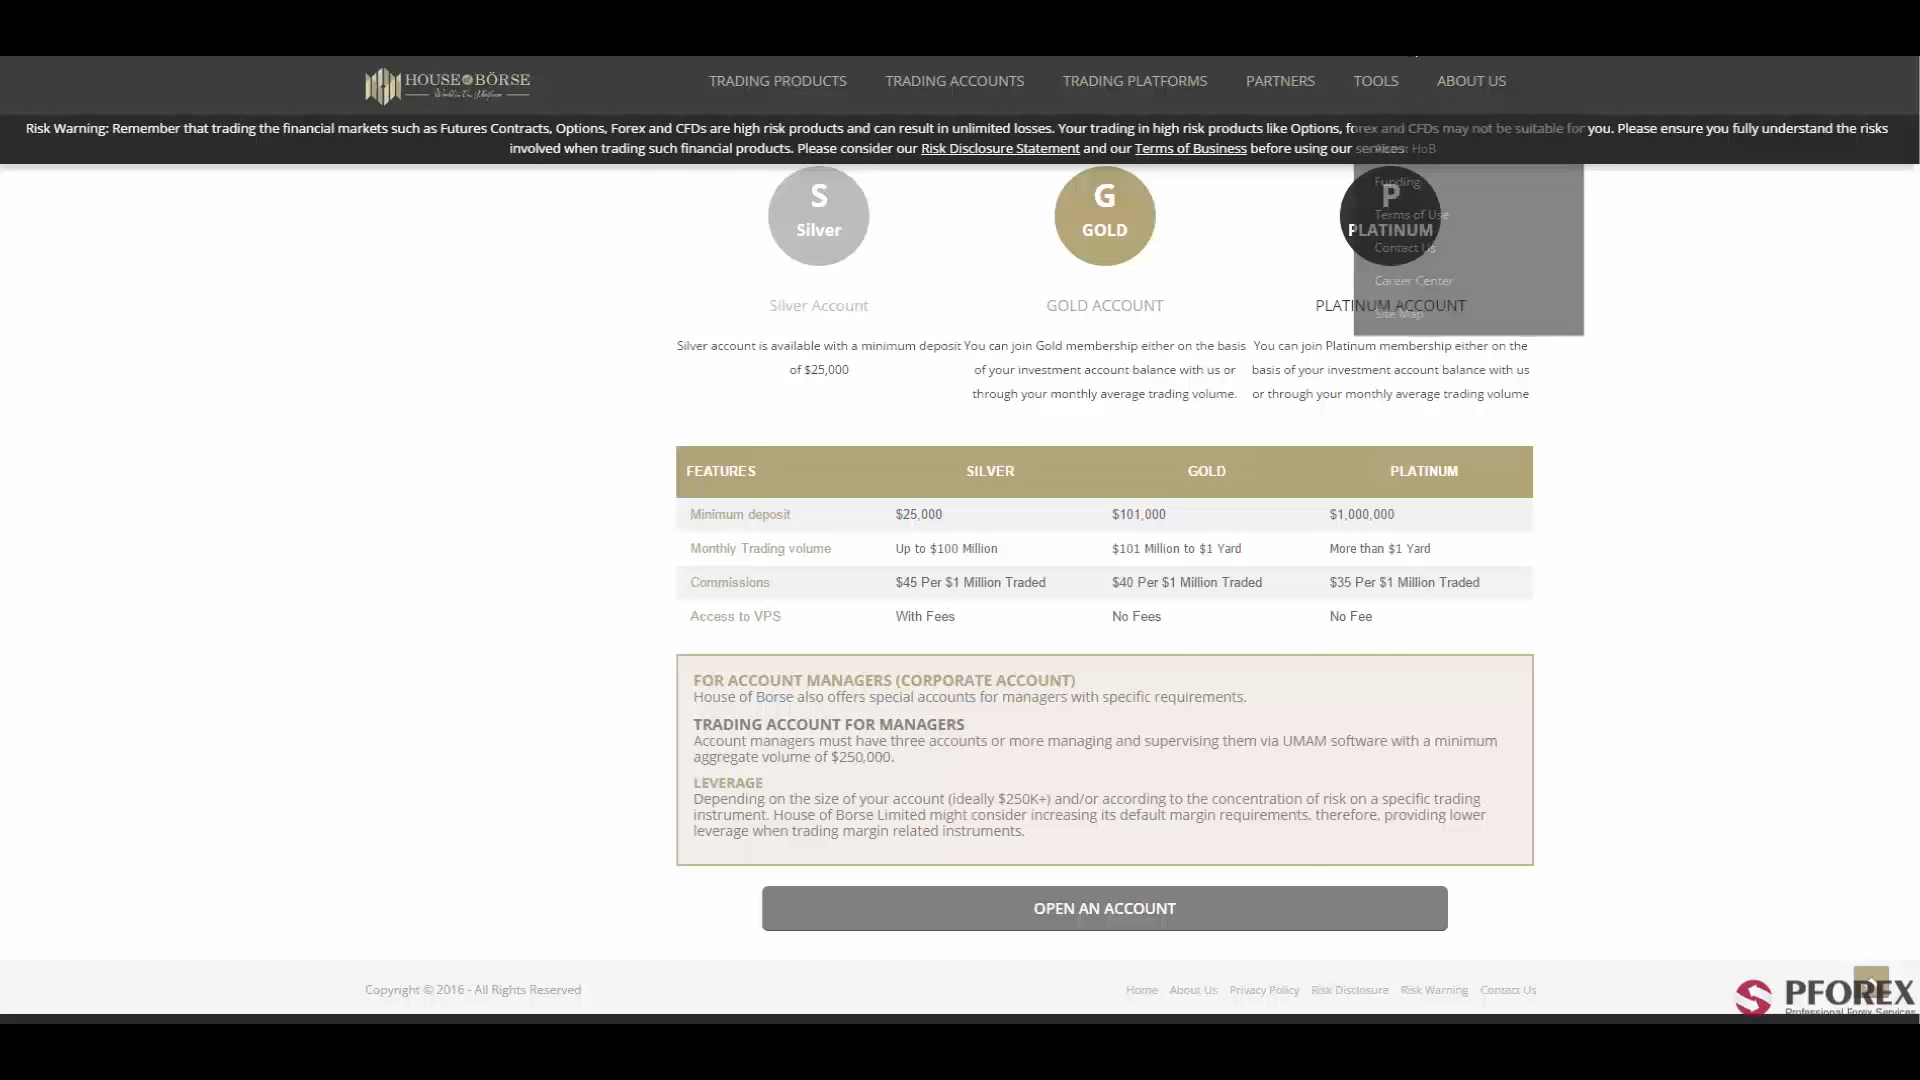 HOUSE OF BÖRSE
TRADING PRODUCTS TRADING ACCOUNTS TRADING PLATFORMS PARTNERS TOOLS ABOUT US
Risk Warning: Remember that trading the financial markets such as Futures Contracts, Options, Forex and CFDs are high risk products and can result in unlimited losses. Your trading in high risk products like Options, forex and CFDs may not be suitable for you. Please ensure you fully understand the risks
involved when trading such financial products. Please consider our Risk Disclosure Statement and our Terms of Business before using our services.
HoB
Funding
Terms of Use
Contact Us
Career Center
Site Map
S
Silver
G
GOLD
P
PLATINUM
Silver Account
GOLD ACCOUNT
PLATINUM ACCOUNT
Silver account is available with a minimum deposit
of $25,000
You can join Gold membership either on the basis
of your investment account balance with us or
through your monthly average trading volume.
You can join Platinum membership either on the
basis of your investment account balance with us
or through your monthly average trading volume
FEATURES SILVER GOLD PLATINUM
Minimum deposit $25,000 $101,000 $1,000,000
Monthly Trading volume Up to $100 Million $101 Million to $1 Yard More than $1 Yard
Commissions $45 Per $1 Million Traded $40 Per $1 Million Traded $35 Per $1 Million Traded
Access to VPS With Fees No Fees No Fee
FOR ACCOUNT MANAGERS (CORPORATE ACCOUNT)
House of Borse also offers special accounts for managers with specific requirements.
TRADING ACCOUNT FOR MANAGERS
Account managers must have three accounts or more managing and supervising them via UMAM software with a minimum
aggregate volume of $250,000.
LEVERAGE
Depending on the size of your account (ideally $250K+) and/or according to the concentration of risk on a specific trading
instrument. House of Borse Limited might consider increasing its default margin requirements, therefore, providing lower
leverage when trading margin related instruments.
OPEN AN ACCOUNT
Copyright © 2016 - All Rights Reserved
Home About Us Privacy Policy Risk Disclosure Risk Warning Contact Us
PFOREX
Professional Forex Services